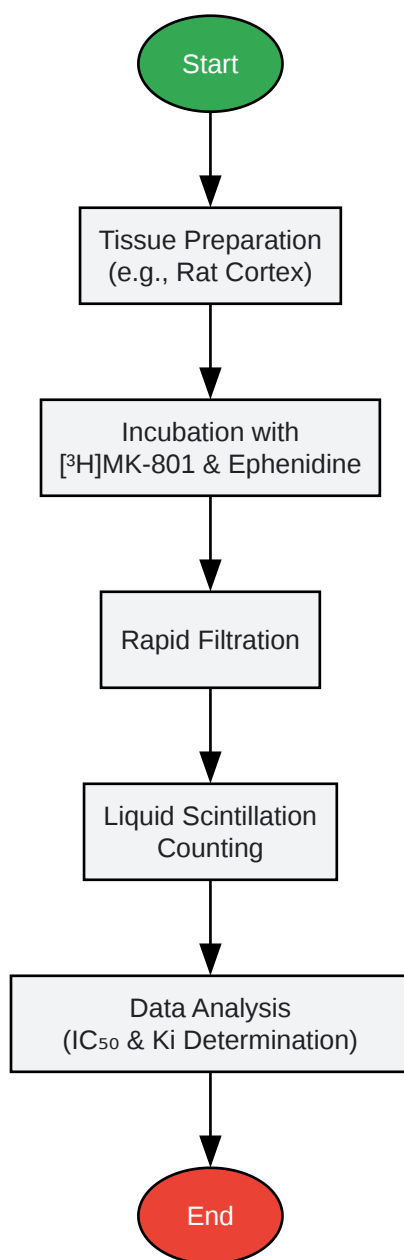 Start
Tissue Preparation
(e.g., Rat Cortex)
Incubation with
[³H]MK-801 & Ephenidine
Rapid Filtration
Liquid Scintillation
Counting
Data Analysis
(IC₅₀ & Ki Determination)
End